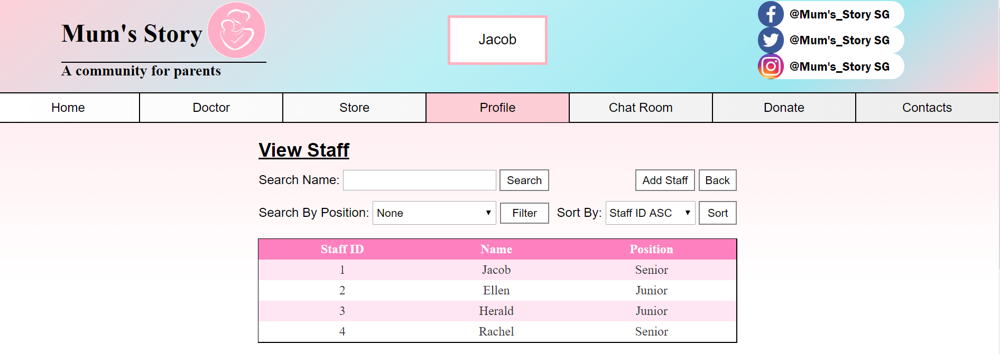 Mum's Story
A community for parents
Jacob
@Mum's_Story SG
@Mum's_Story SG
@Mum's_Story SG
Home Doctor Store Profile Chat Room Donate Contacts
View Staff
Search Name: Search Add Staff Back
Search By Position: None Filter Sort By: Staff ID ASC Sort
Staff ID Name Position
1 Jacob Senior
2 Ellen Junior
3 Herald Junior
4 Rachel Senior